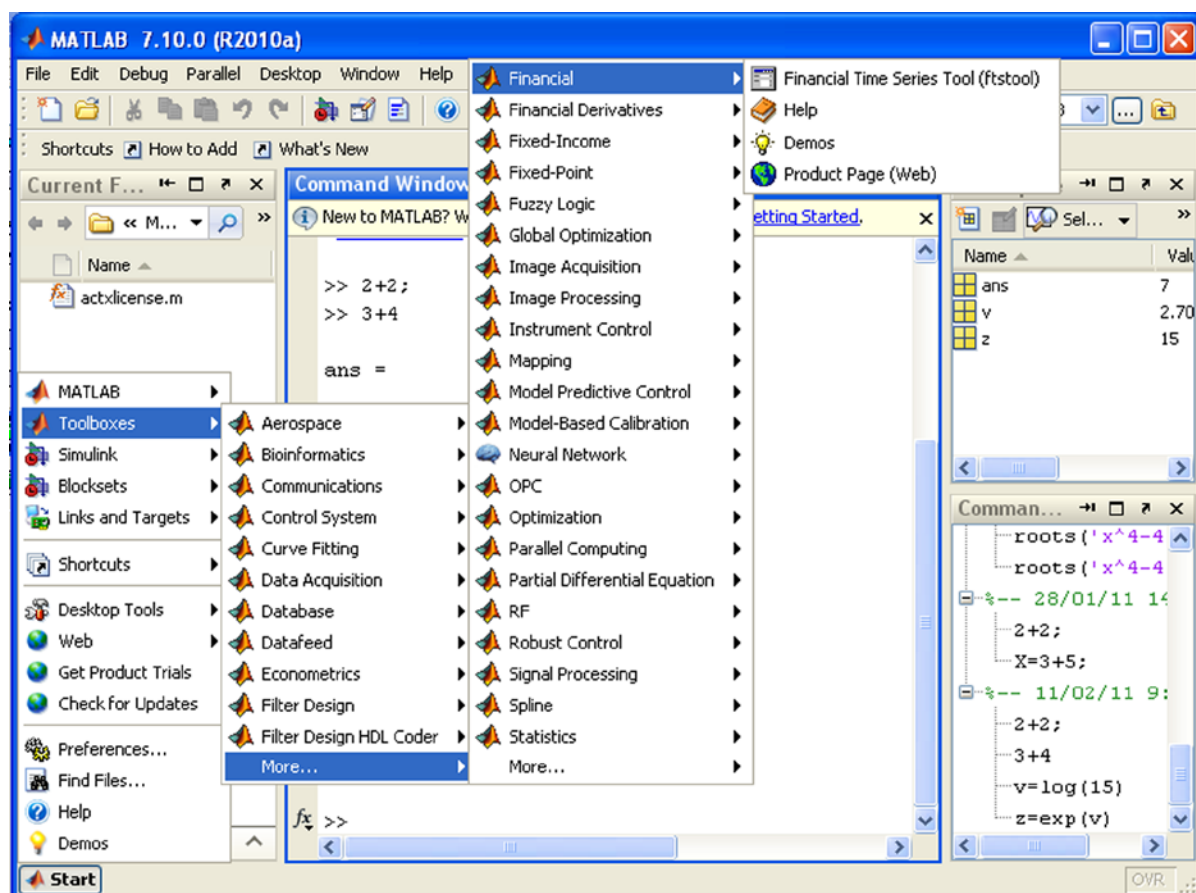 MATLAB 7.10.0 (R2010a)
File Edit Debug Parallel Desktop Window Help
Shortcuts How to Add What's New
Current F...
« M...
»
Name
actxlicense.m
Command Window
New to MATLAB?
etting Started.
>> 2+2;
>> 3+4
ans =
fx >>
MATLAB
Toolboxes
Simulink
Blocksets
Links and Targets
Shortcuts
Desktop Tools
Web
Get Product Trials
Check for Updates
Preferences...
Find Files...
Help
Demos
Start
Aerospace
Bioinformatics
Communications
Control System
Curve Fitting
Data Acquisition
Database
Datafeed
Econometrics
Filter Design
Filter Design HDL Coder
More...
Financial
Financial Derivatives
Fixed-Income
Fixed-Point
Fuzzy Logic
Global Optimization
Image Acquisition
Image Processing
Instrument Control
Mapping
Model Predictive Control
Model-Based Calibration
Neural Network
OPC
Optimization
Parallel Computing
Partial Differential Equation
RF
Robust Control
Signal Processing
Spline
Statistics
More...
Financial Time Series Tool (ftstool)
Help
Demos
Product Page (Web)
Sel...
»
Name Valu
ans 7
v 2.70
z 15
Comman...
roots('x^4-4
roots('x^4-4
%-- 28/01/11 14
2+2;
X=3+5;
%-- 11/02/11 9:
2+2;
3+4
v=log(15)
z=exp(v)
OVR